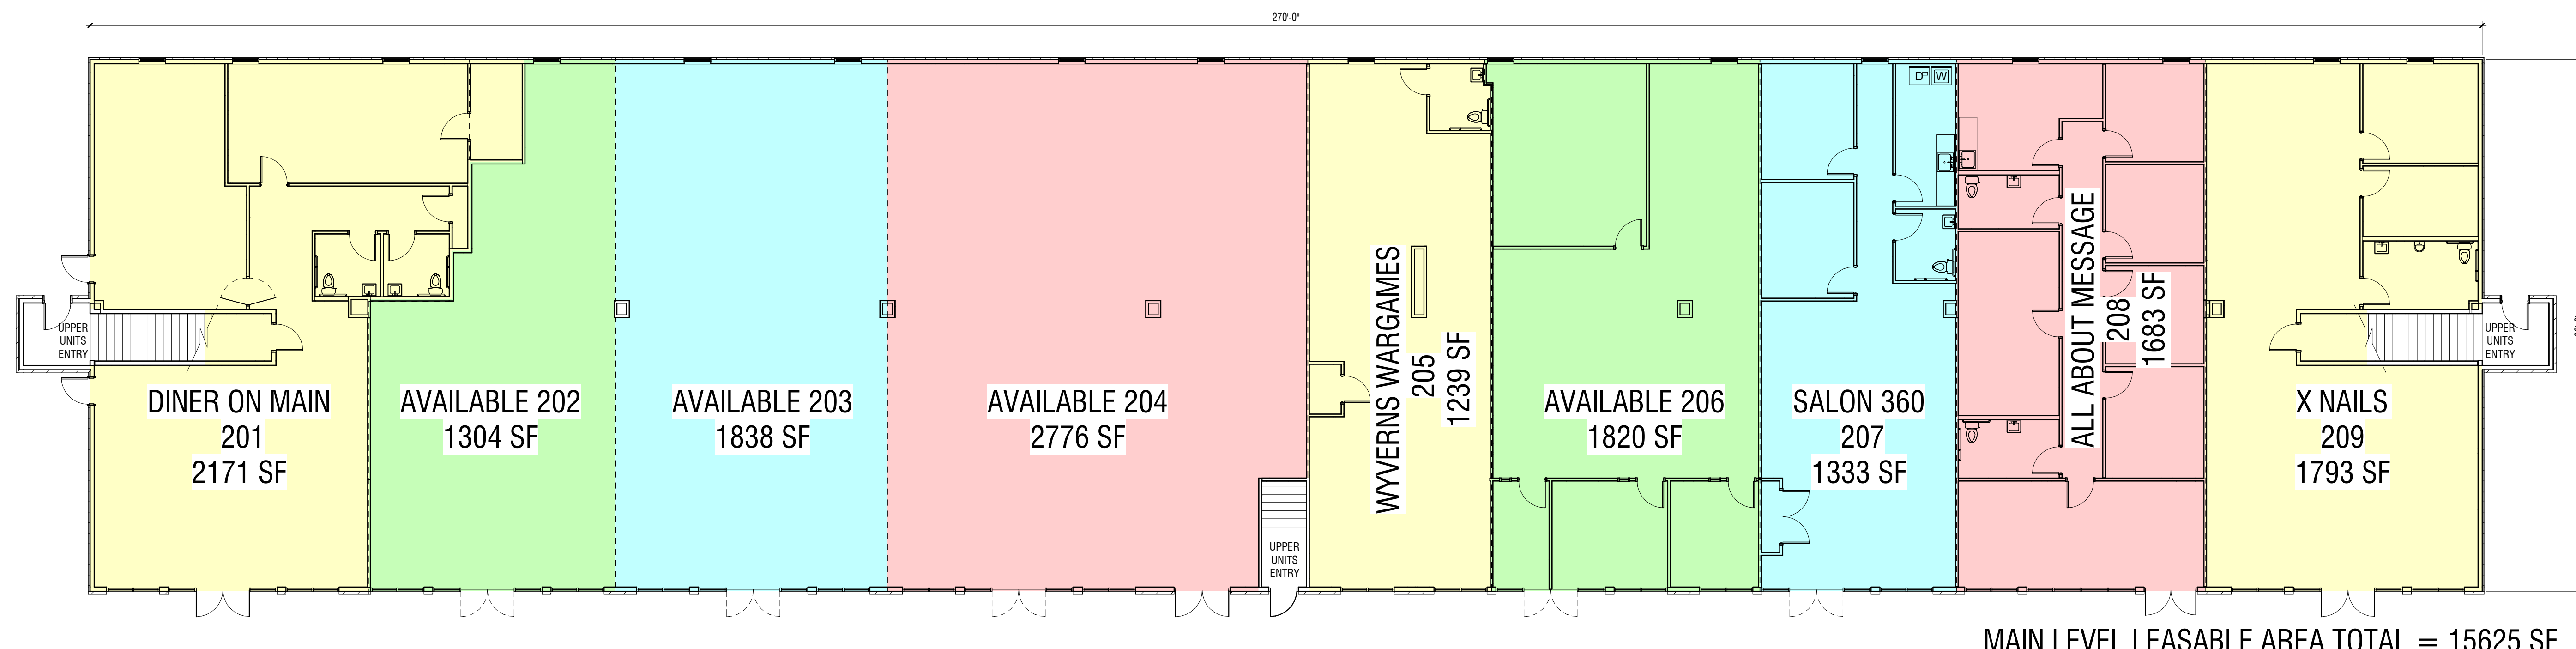 270'-0"
D W
UPPER
UNITS
ENTRY
DINER ON MAIN
201
2171 SF
AVAILABLE 202
1304 SF
AVAILABLE 203
1838 SF
AVAILABLE 204
2776 SF
UPPER
UNITS
ENTRY
WYVERNS WARGAMES
205
1239 SF
AVAILABLE 206
1820 SF
SALON 360
207
1333 SF
ALL ABOUT MESSAGE
208
1683 SF
X NAILS
209
1793 SF
UPPER
UNITS
ENTRY
MAIN LEVEL LEASABLE AREA TOTAL = 15625 SF